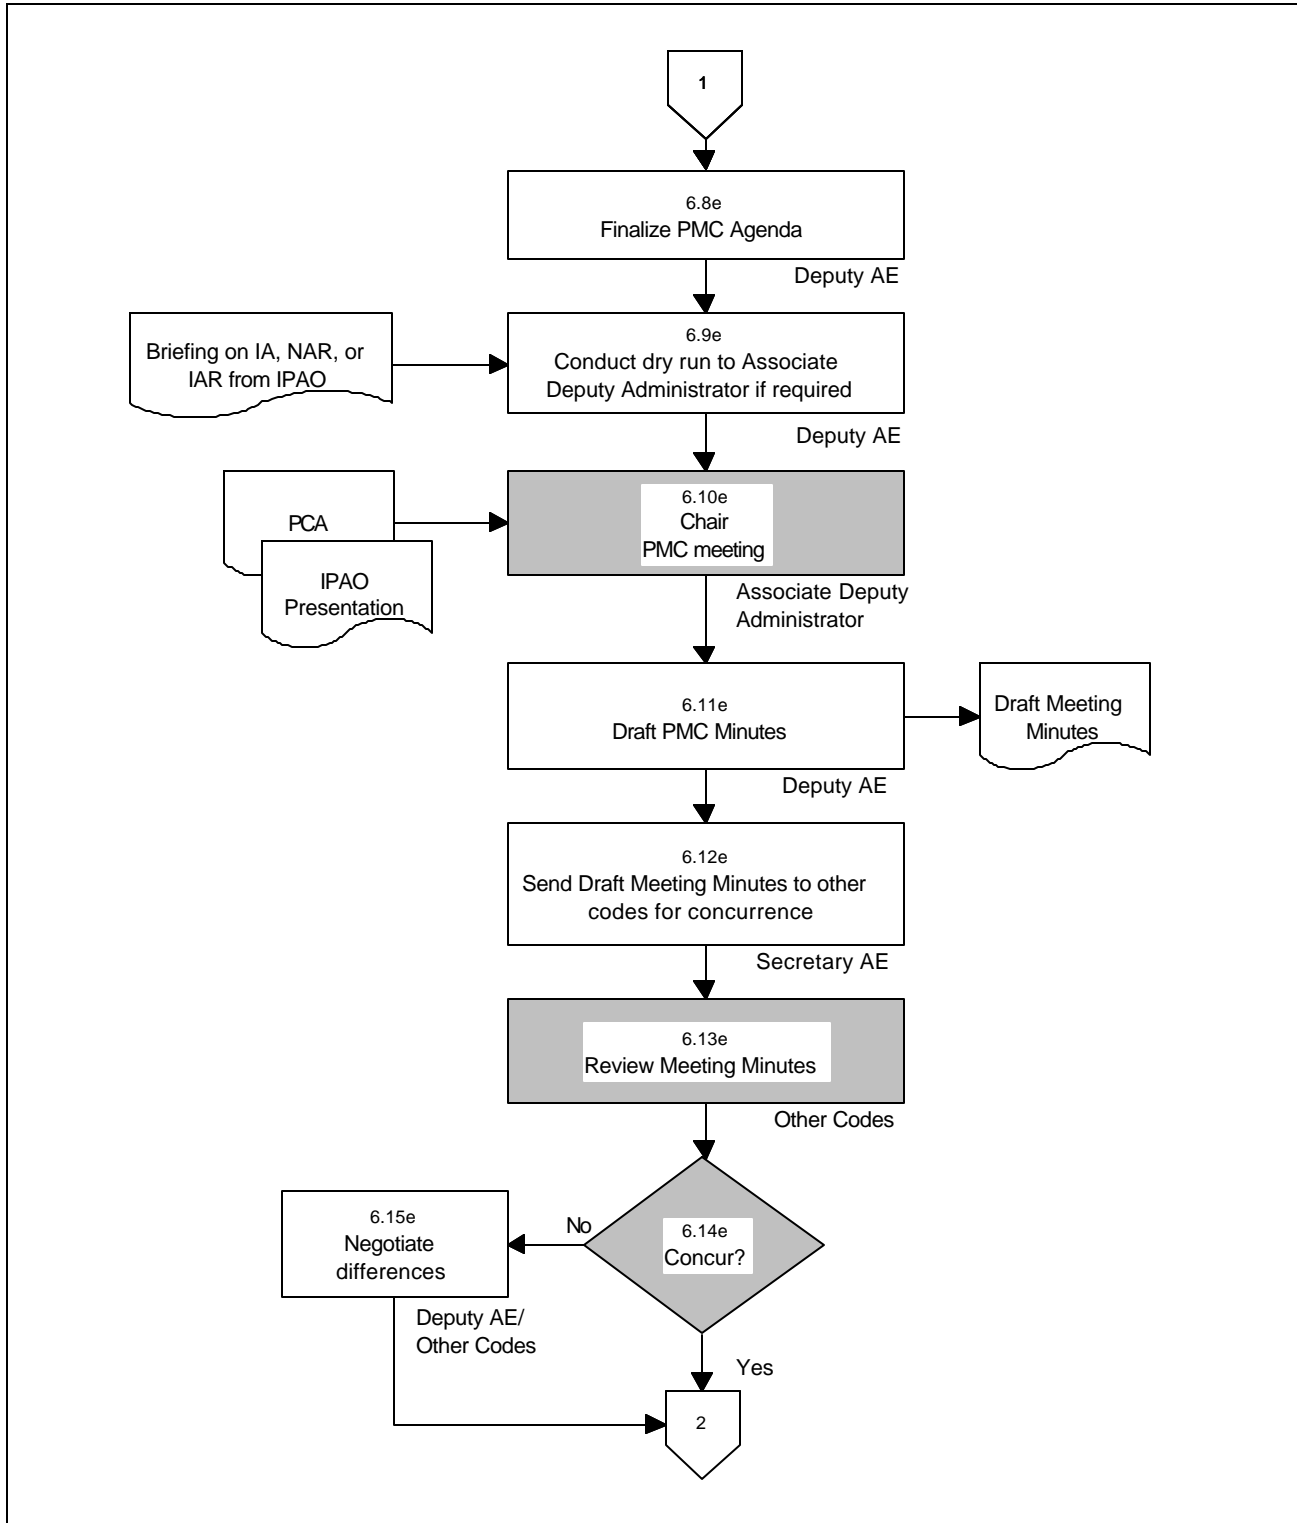 1
6.8e
Finalize PMC Agenda
Deputy AE
Briefing on IA, NAR, or
IAR from IPAO
6.9e
Conduct dry run to Associate
Deputy Administrator if required
Deputy AE
PCA
IPAO
Presentation
6.10e
Chair
PMC meeting
Associate Deputy
Administrator
6.11e
Draft PMC Minutes
Draft Meeting
Minutes
Deputy AE
6.12e
Send Draft Meeting Minutes to other
codes for concurrence
Secretary AE
6.13e
Review Meeting Minutes
Other Codes
6.14e
Concur?
No
6.15e
Negotiate
differences
Deputy AE/
Other Codes
Yes
2